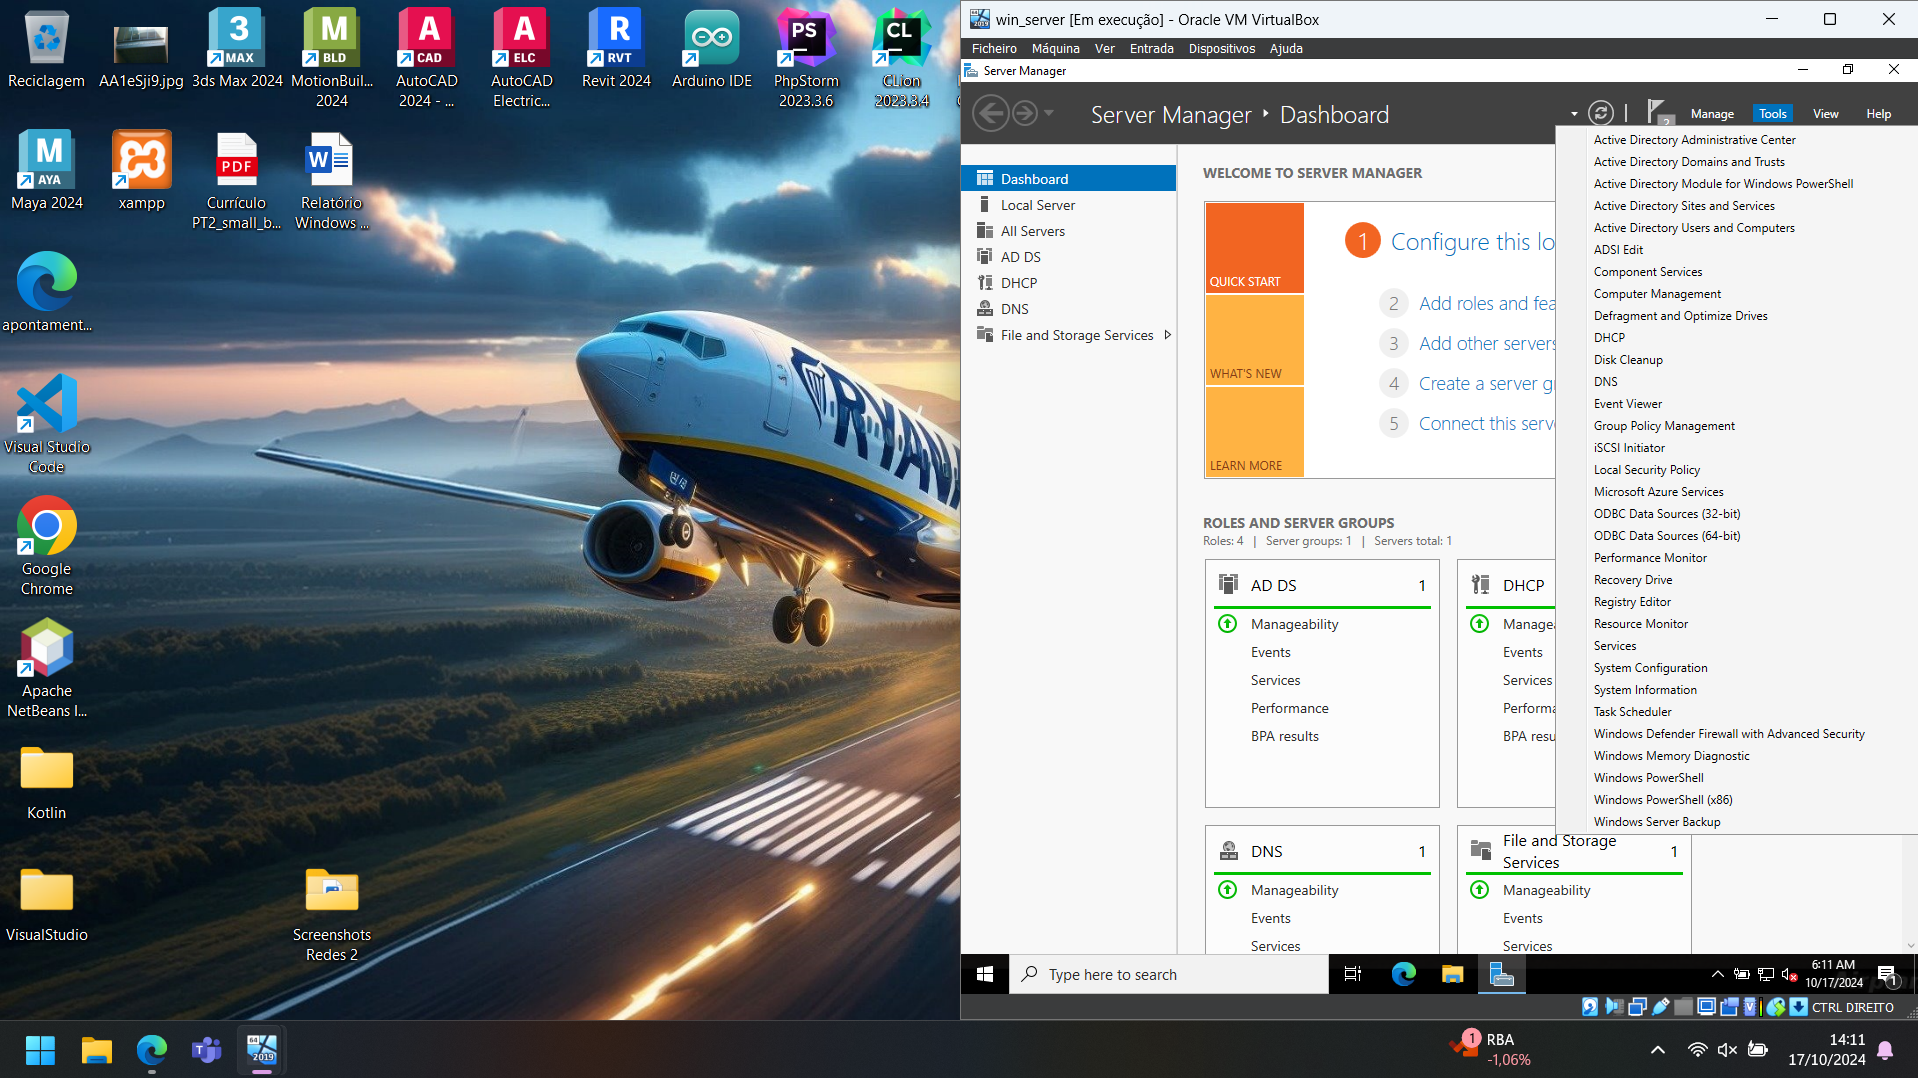 Reciclagem
AA1eSji9.jpg
3ds Max 2024
MotionBuil...
2024
AutoCAD
2024 - ...
AutoCAD
Electric...
Revit 2024
Arduino IDE
PhpStorm
2023.3.6
CLion
2023.3.4
3
MAX
M
BLD
A
CAD
A
ELC
R
RVT
PS
CL
M
AYA
PDF
W
Maya 2024
xampp
Currículo
PT2_small_b...
Relatório
Windows ...
apontament...
Visual Studio
Code
Google
Chrome
Apache
NetBeans I...
Kotlin
VisualStudio
Screenshots
Redes 2
RYANA
win_server [Em execução] - Oracle VM VirtualBox
Ficheiro Máquina Ver Entrada Dispositivos Ajuda
Server Manager
Server Manager Dashboard
Manage Tools View Help
Dashboard
Local Server
All Servers
AD DS
DHCP
DNS
File and Storage Services
WELCOME TO SERVER MANAGER
QUICK START
WHAT'S NEW
LEARN MORE
1 Configure this lo
2 Add roles and fea
3 Add other servers
4 Create a server g
5 Connect this serv
ROLES AND SERVER GROUPS
Roles: 4 | Server groups: 1 | Servers total: 1
AD DS 1
Manageability
Events
Services
Performance
BPA results
DHCP
Manage
Events
Services
Performa
BPA resu
DNS 1
Manageability
Events
Services
File and Storage
Services 1
Manageability
Events
Services
Active Directory Administrative Center
Active Directory Domains and Trusts
Active Directory Module for Windows PowerShell
Active Directory Sites and Services
Active Directory Users and Computers
ADSI Edit
Component Services
Computer Management
Defragment and Optimize Drives
DHCP
Disk Cleanup
DNS
Event Viewer
Group Policy Management
iSCSI Initiator
Local Security Policy
Microsoft Azure Services
ODBC Data Sources (32-bit)
ODBC Data Sources (64-bit)
Performance Monitor
Recovery Drive
Registry Editor
Resource Monitor
Services
System Configuration
System Information
Task Scheduler
Windows Defender Firewall with Advanced Security
Windows Memory Diagnostic
Windows PowerShell
Windows PowerShell (x86)
Windows Server Backup
Type here to search
6:11 AM
10/17/2024
1
CTRL DIREITO
64
2019
1
RBA
-1,06%
14:11
17/10/2024